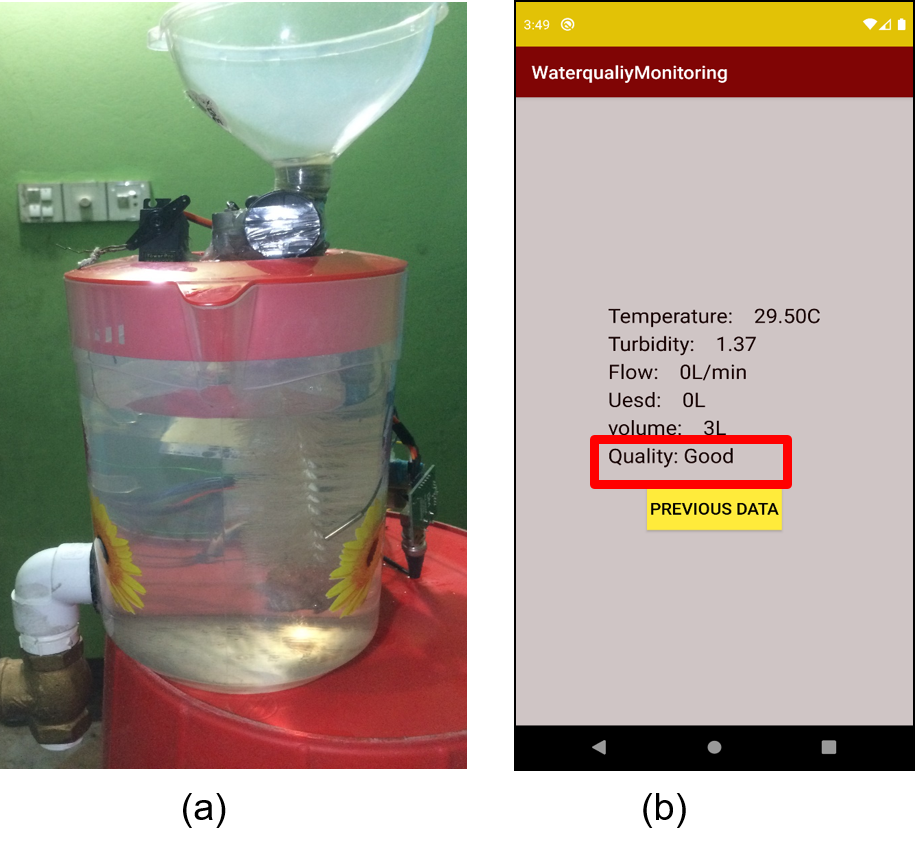 3:49
WaterqualiyMonitoring
Temperature: 29.50C
Turbidity: 1.37
Flow: 0L/min
Uesd: 0L
volume: 3L
Quality: Good
PREVIOUS DATA
(a)
(b)